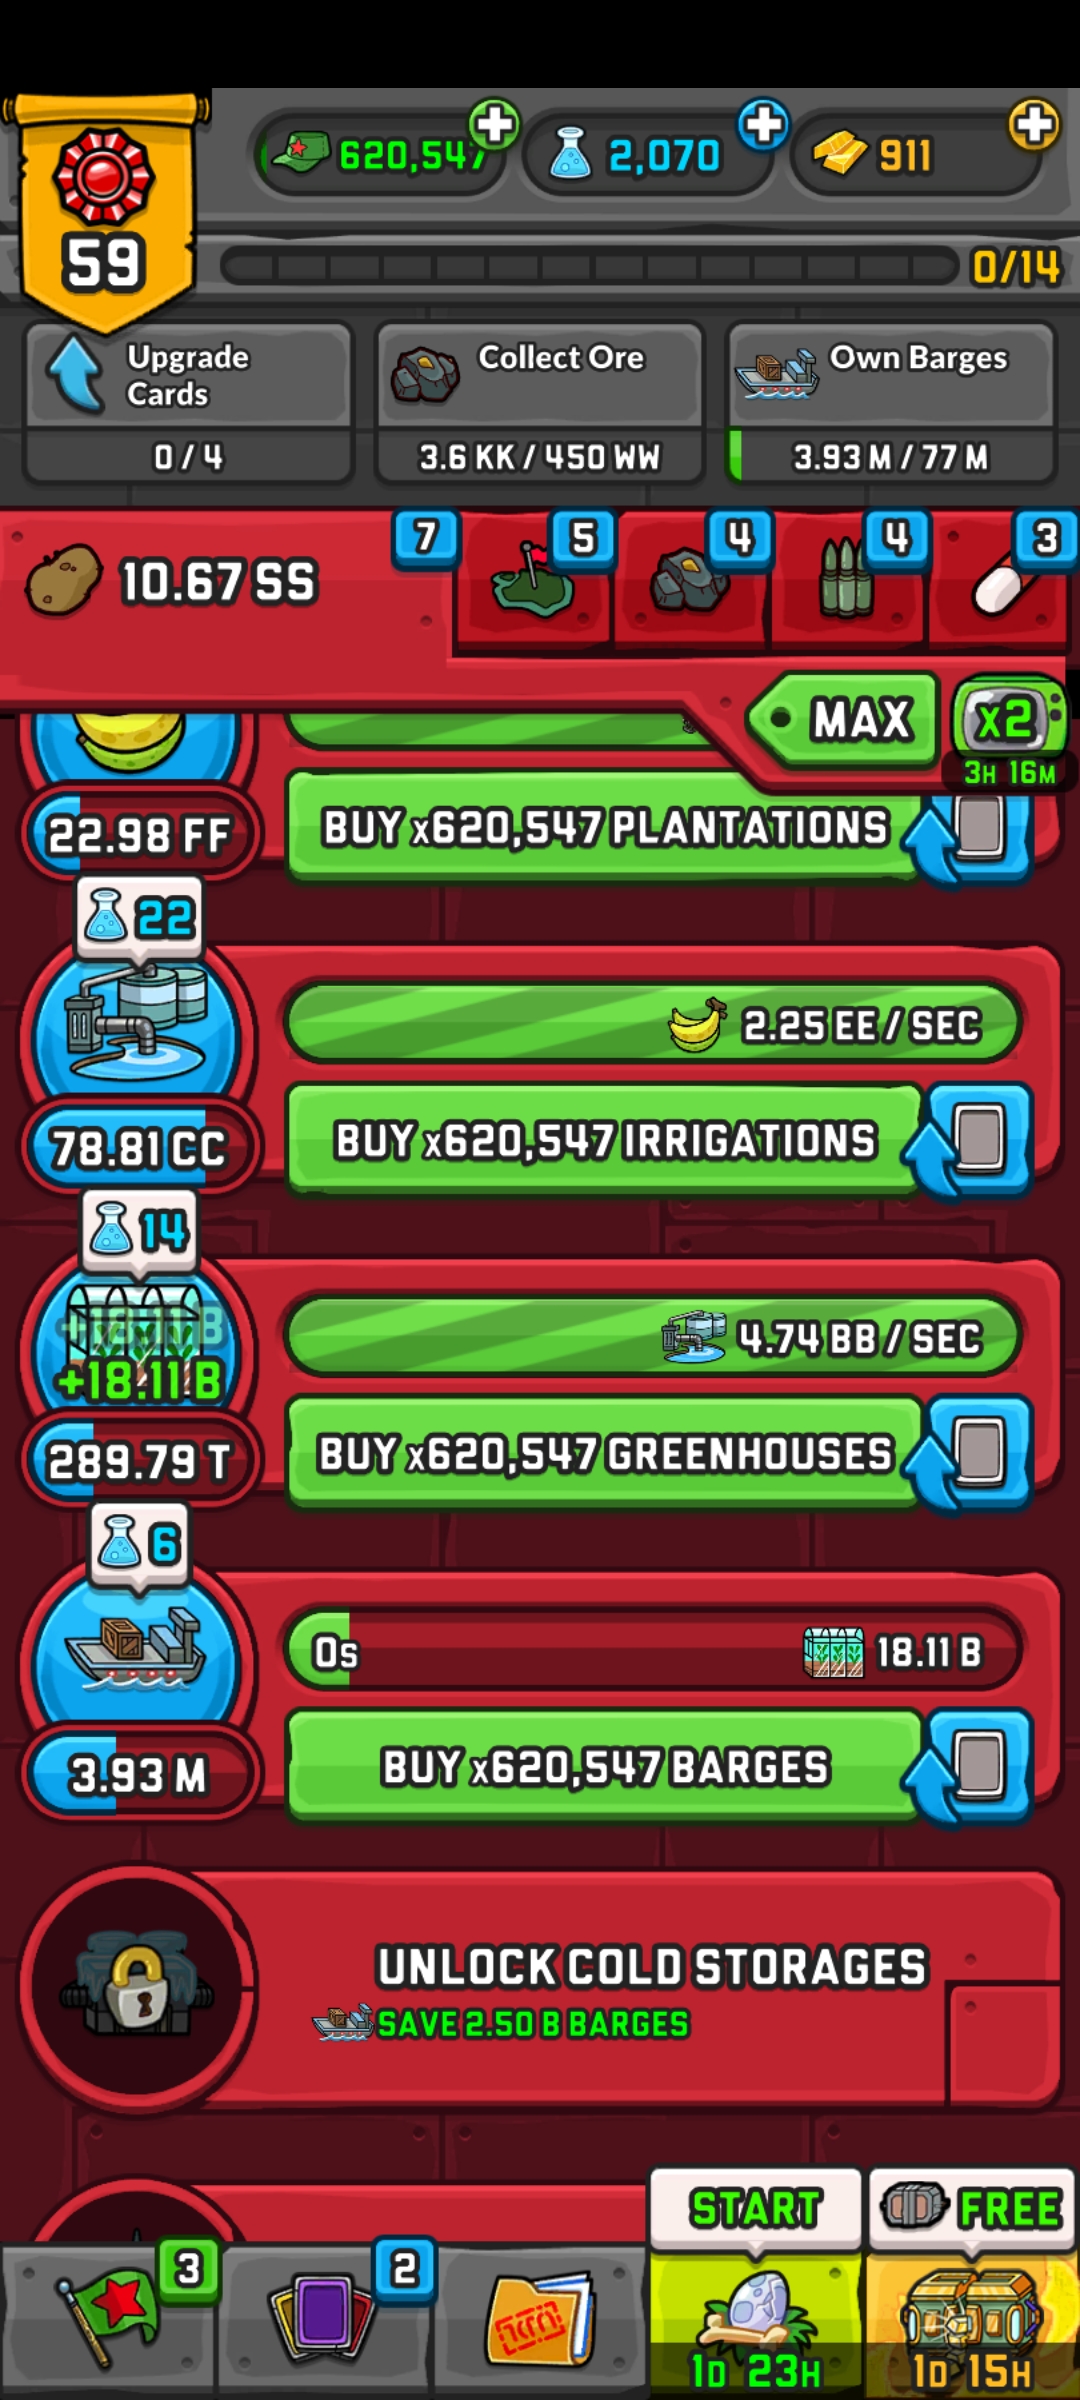 620,547
2,070
911
59
0/14
Upgrade
Cards
0 / 4
Collect Ore
3.6 KK / 450 WW
Own Barges
3.93 M / 77 M
10.67 SS
7
5
4
4
3
MAX
x2
3H 16M
22.98 FF
BUY x620,547 PLANTATIONS
22
2.25 EE / SEC
78.81 CC
BUY x620,547 IRRIGATIONS
14
+18.11 B
+18.11 B
4.74 BB / SEC
289.79 T
BUY x620,547 GREENHOUSES
6
0s
18.11 B
3.93 M
BUY x620,547 BARGES
UNLOCK COLD STORAGES
SAVE 2.50 B BARGES
START
FREE
3
2
1D 23H
1D 15H